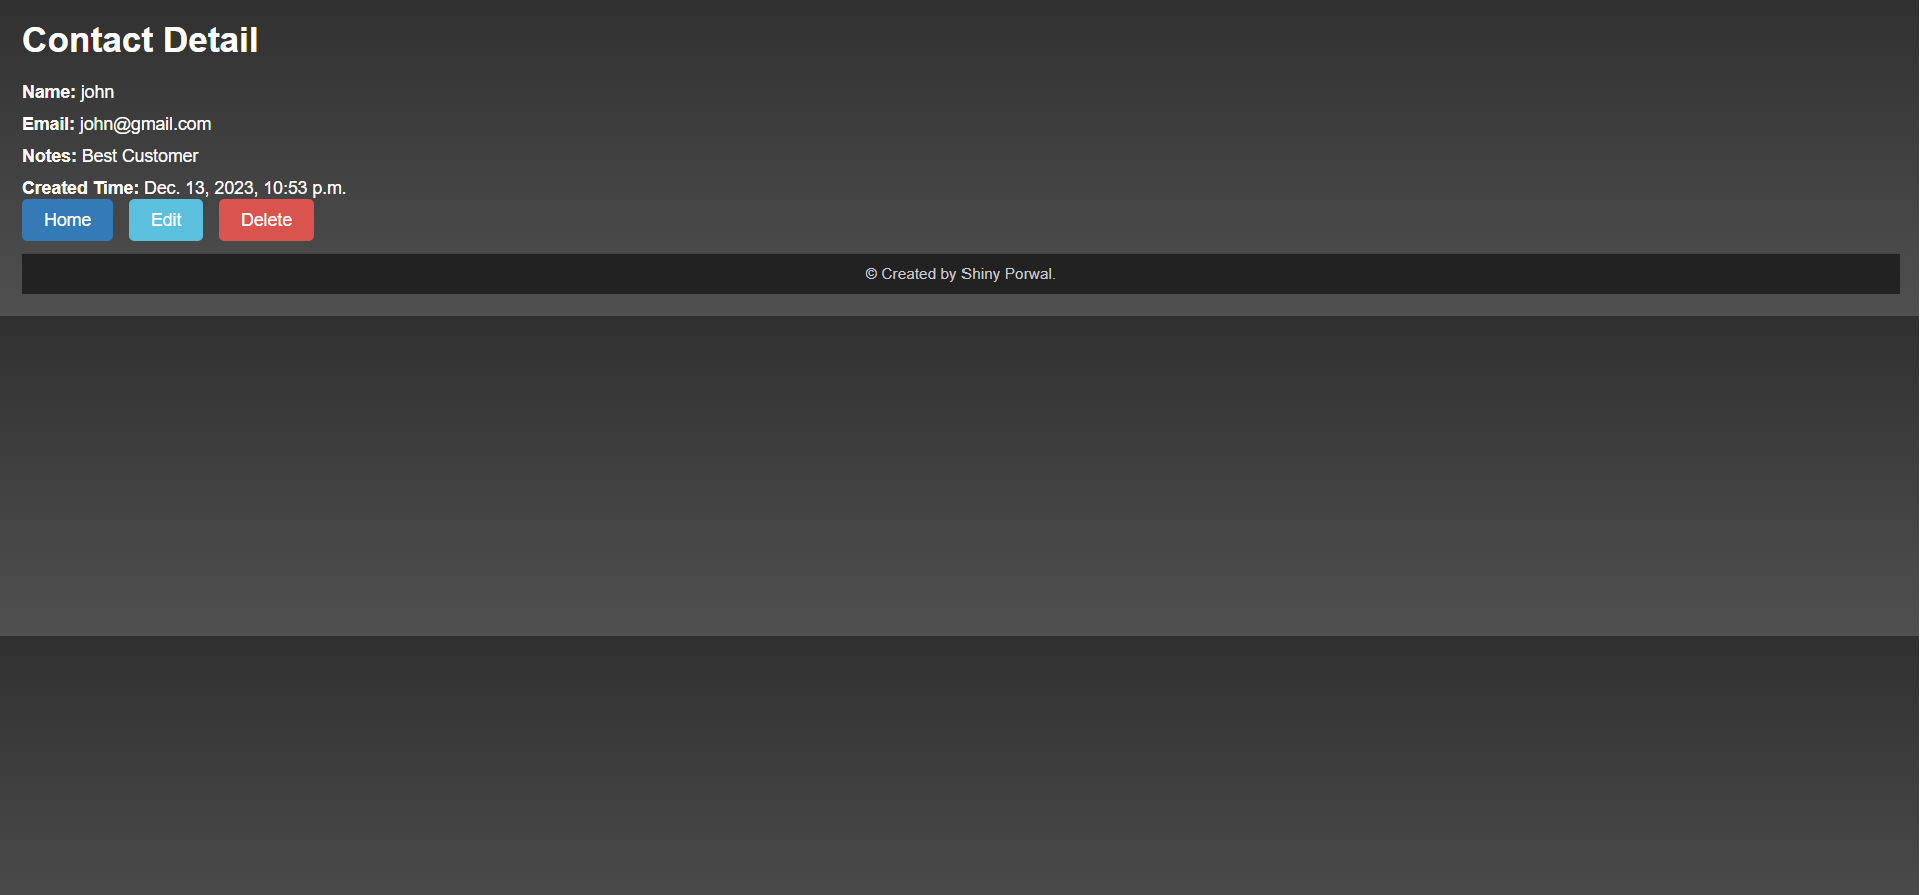 Contact Detail
Name: john
Email: john@gmail.com
Notes: Best Customer
Created Time: Dec. 13, 2023, 10:53 p.m.
Home Edit Delete
© Created by Shiny Porwal.